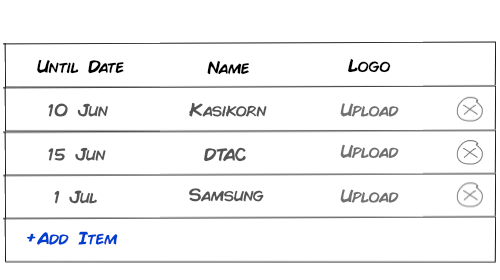 Until Date Name Logo
10 Jun Kasikorn Upload
15 Jun DTAC Upload
1 Jul Samsung Upload
+Add Item